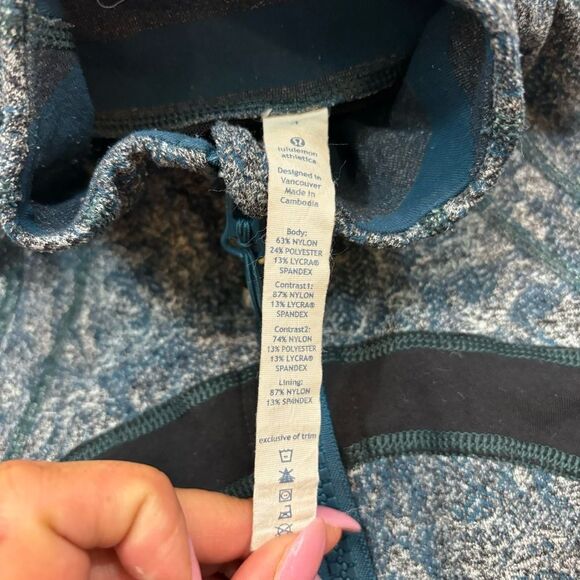 lululemon
athletica
Designed in
Vancouver
Made in
Cambodia
Body:
63% NYLON
24% POLYESTER
13% LYCRA®
SPANDEX
Contrast1:
87% NYLON
13% LYCRA®
SPANDEX
Contrast2:
74% NYLON
13% POLYESTER
13% LYCRA®
SPANDEX
Lining:
87% NYLON
13% SPANDEX
exclusive of trim